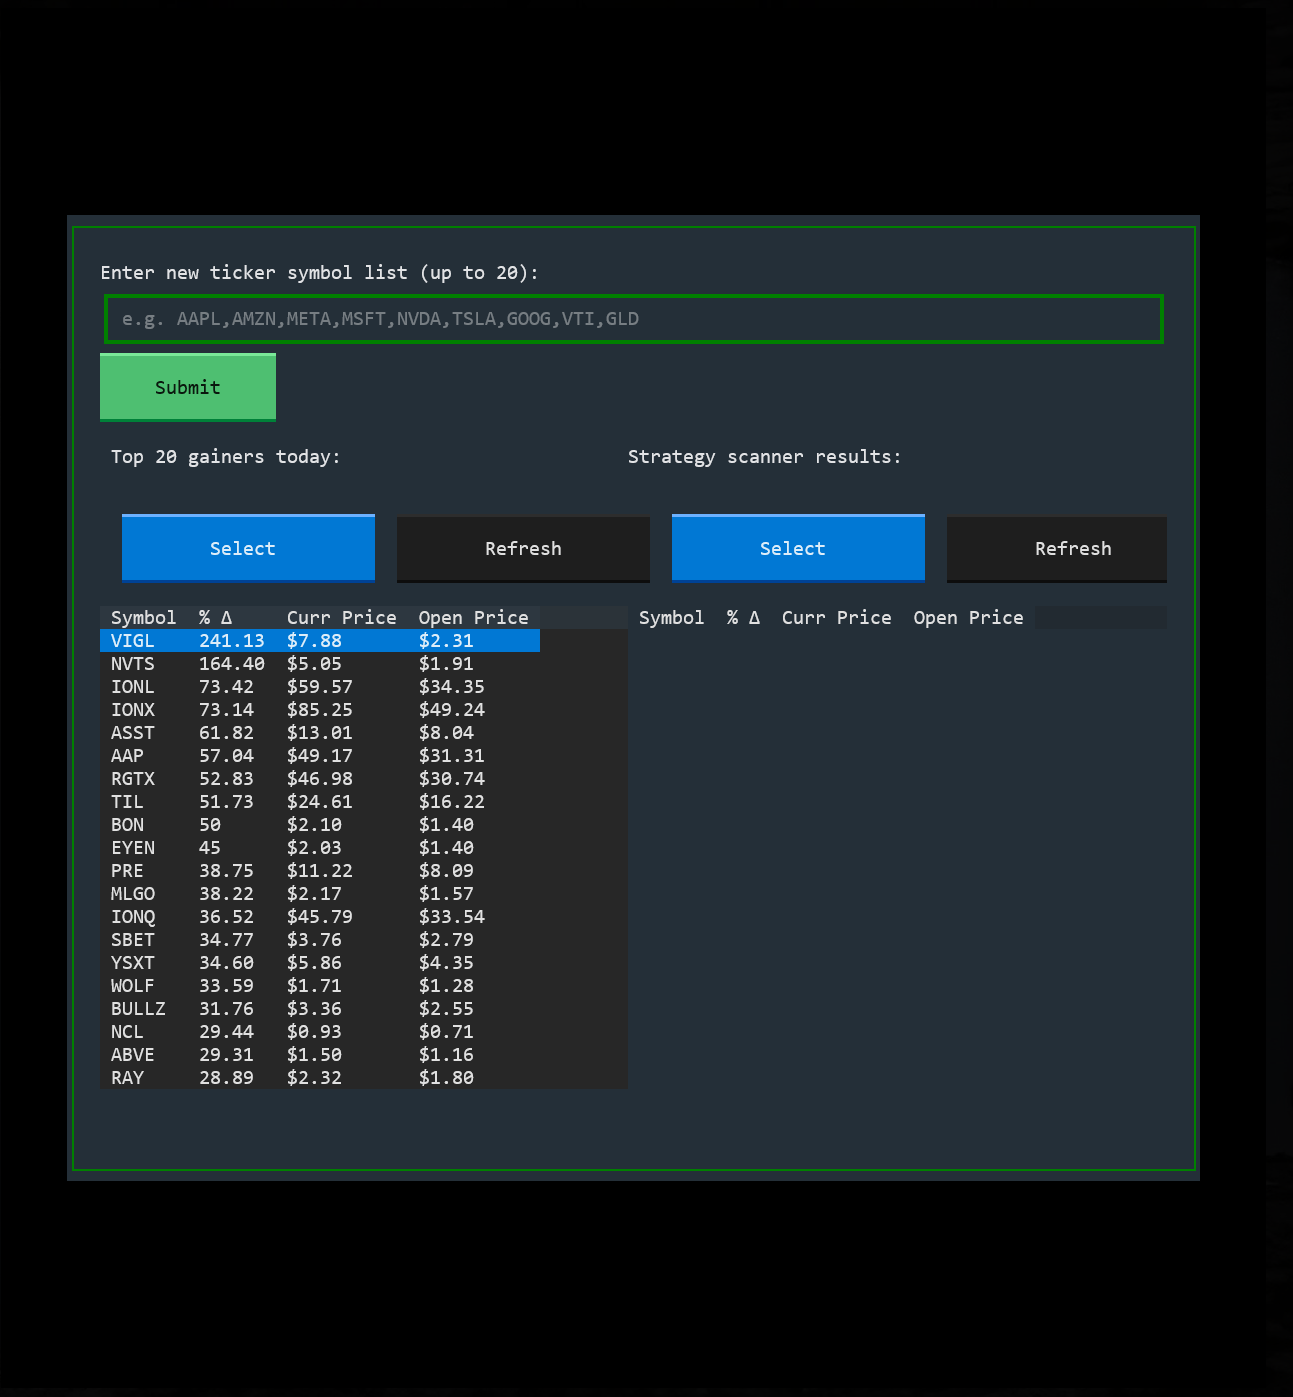 Enter new ticker symbol list (up to 20):
e.g. AAPL,AMZN,META,MSFT,NVDA,TSLA,GOOG,VTI,GLD
Submit
Top 20 gainers today: Strategy scanner results:
Select Refresh Select Refresh
Symbol % Δ Curr Price Open Price Symbol % Δ Curr Price Open Price
VIGL 241.13 $7.88 $2.31
NVTS 164.40 $5.05 $1.91
IONL 73.42 $59.57 $34.35
IONX 73.14 $85.25 $49.24
ASST 61.82 $13.01 $8.04
AAP 57.04 $49.17 $31.31
RGTX 52.83 $46.98 $30.74
TIL 51.73 $24.61 $16.22
BON 50 $2.10 $1.40
EYEN 45 $2.03 $1.40
PRE 38.75 $11.22 $8.09
MLGO 38.22 $2.17 $1.57
IONQ 36.52 $45.79 $33.54
SBET 34.77 $3.76 $2.79
YSXT 34.60 $5.86 $4.35
WOLF 33.59 $1.71 $1.28
BULLZ 31.76 $3.36 $2.55
NCL 29.44 $0.93 $0.71
ABVE 29.31 $1.50 $1.16
RAY 28.89 $2.32 $1.80